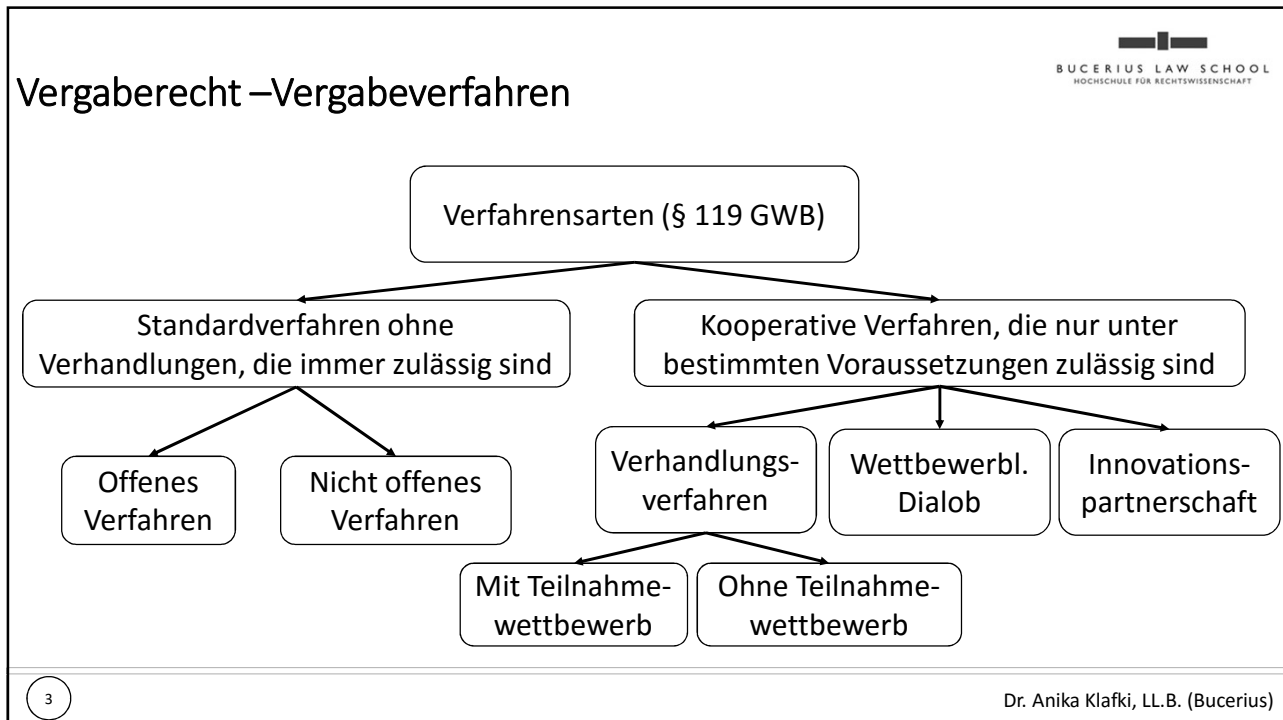 BUCERIUS LAW SCHOOL
HOCHSCHULE FÜR RECHTSWISSENSCHAFT
Vergaberecht –Vergabeverfahren
Verfahrensarten (§ 119 GWB)
Standardverfahren ohne
Verhandlungen, die immer zulässig sind
Kooperative Verfahren, die nur unter
bestimmten Voraussetzungen zulässig sind
Offenes
Verfahren
Nicht offenes
Verfahren
Verhandlungs-
verfahren
Wettbewerbl.
Dialob
Innovations-
partnerschaft
Mit Teilnahme-
wettbewerb
Ohne Teilnahme-
wettbewerb
3
Dr. Anika Klafki, LL.B. (Bucerius)